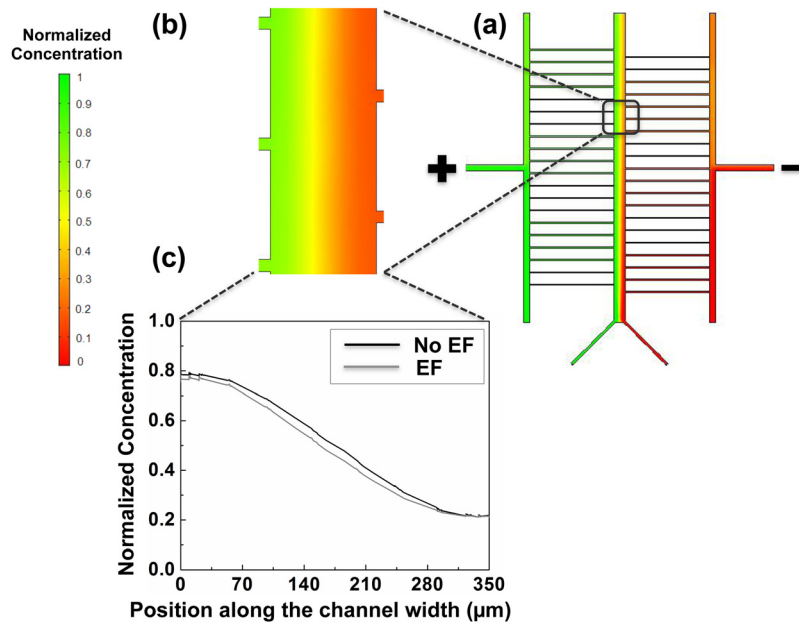 Normalized
Concentration
1
0.9
0.8
0.7
0.6
0.5
0.4
0.3
0.2
0.1
0
(b)
(a)
+
−
(c)
Normalized Concentration
1.0
0.8
0.6
0.4
0.2
0.0
No EF
EF
0 70 140 210 280 350
Position along the channel width (μm)